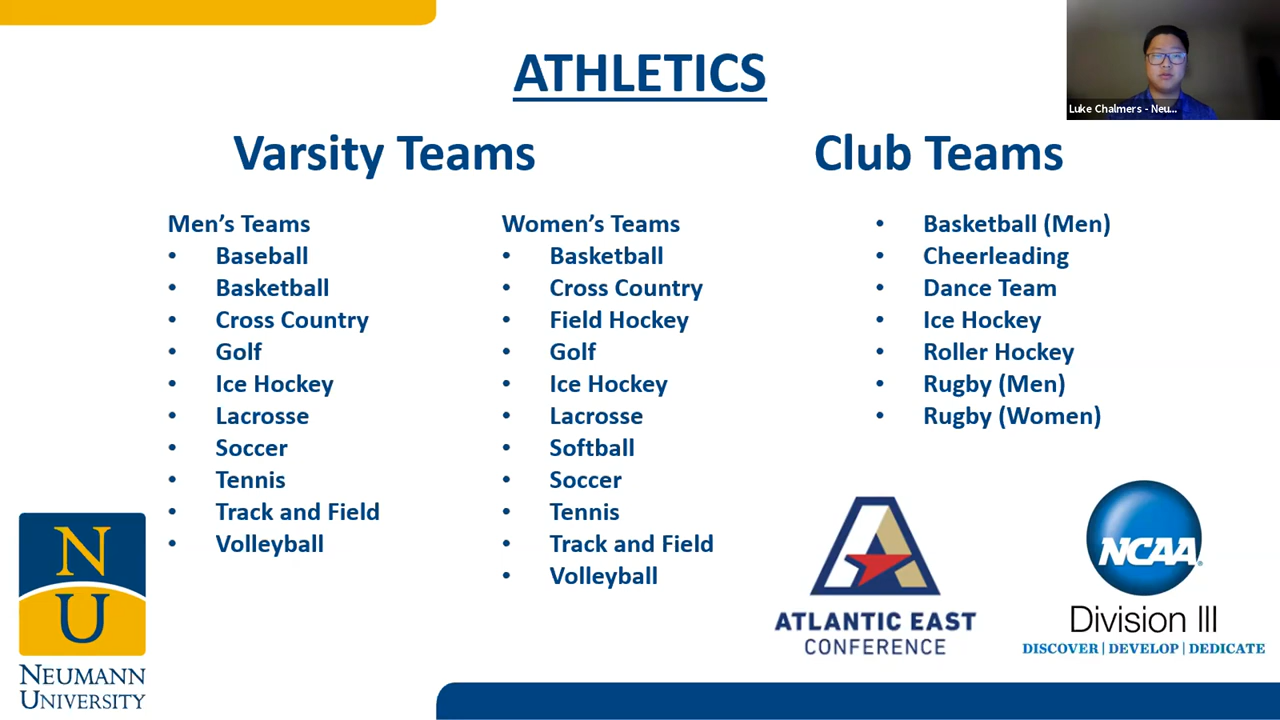 ATHLETICS
Luke Chalmers - Neu...
Varsity Teams
Club Teams
Men's Teams
• Baseball
• Basketball
• Cross Country
• Golf
• Ice Hockey
• Lacrosse
• Soccer
• Tennis
• Track and Field
• Volleyball
Women's Teams
• Basketball
• Cross Country
• Field Hockey
• Golf
• Ice Hockey
• Lacrosse
• Softball
• Soccer
• Tennis
• Track and Field
• Volleyball
• Basketball (Men)
• Cheerleading
• Dance Team
• Ice Hockey
• Roller Hockey
• Rugby (Men)
• Rugby (Women)
N
U
NEUMANN
UNIVERSITY
A
ATLANTIC EAST
CONFERENCE
NCAA®
Division III
DISCOVER | DEVELOP | DEDICATE